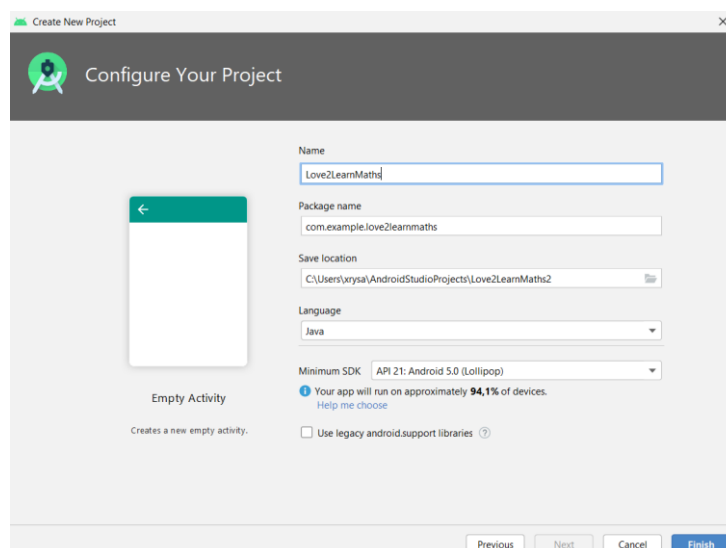 Create New Project
Configure Your Project
Name
Love2LearnMaths
Package name
com.example.love2learnmaths
Save location
C:\Users\xrysa\AndroidStudioProjects\Love2LearnMaths2
Language
Java
Minimum SDK API 21: Android 5.0 (Lollipop)
Your app will run on approximately 94,1% of devices.
Help me choose
Use legacy android.support libraries ?
Empty Activity
Creates a new empty activity.
Previous Next Cancel Finish